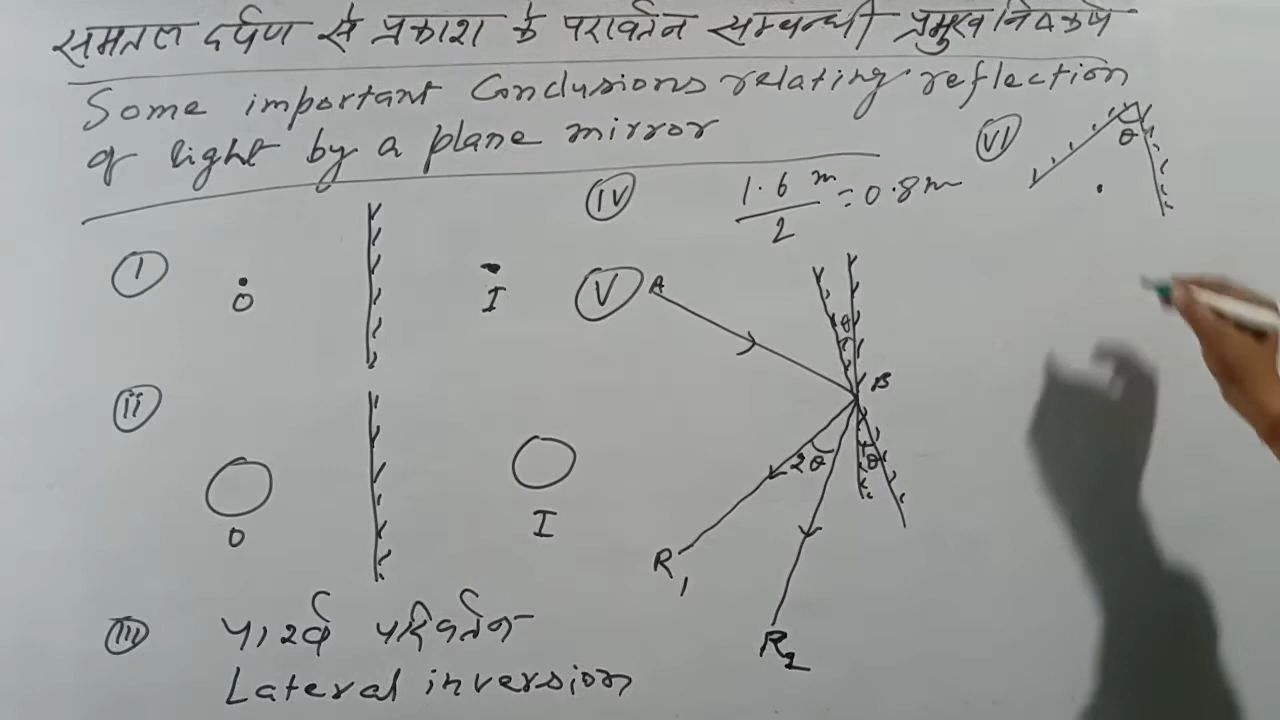 समतल दर्पण से प्रकाश के परावर्तन सम्बन्धी प्रमुख निष्कर्ष
Some important Conclusions relating reflection
of light by a plane mirror
I
O
I
II
O
I
III पार्श्व परिवर्तन
Lateral inversion
IV 1.6 m / 2 = 0.8m
V A
θ
B
2θ θ
R1
R2
VI θ